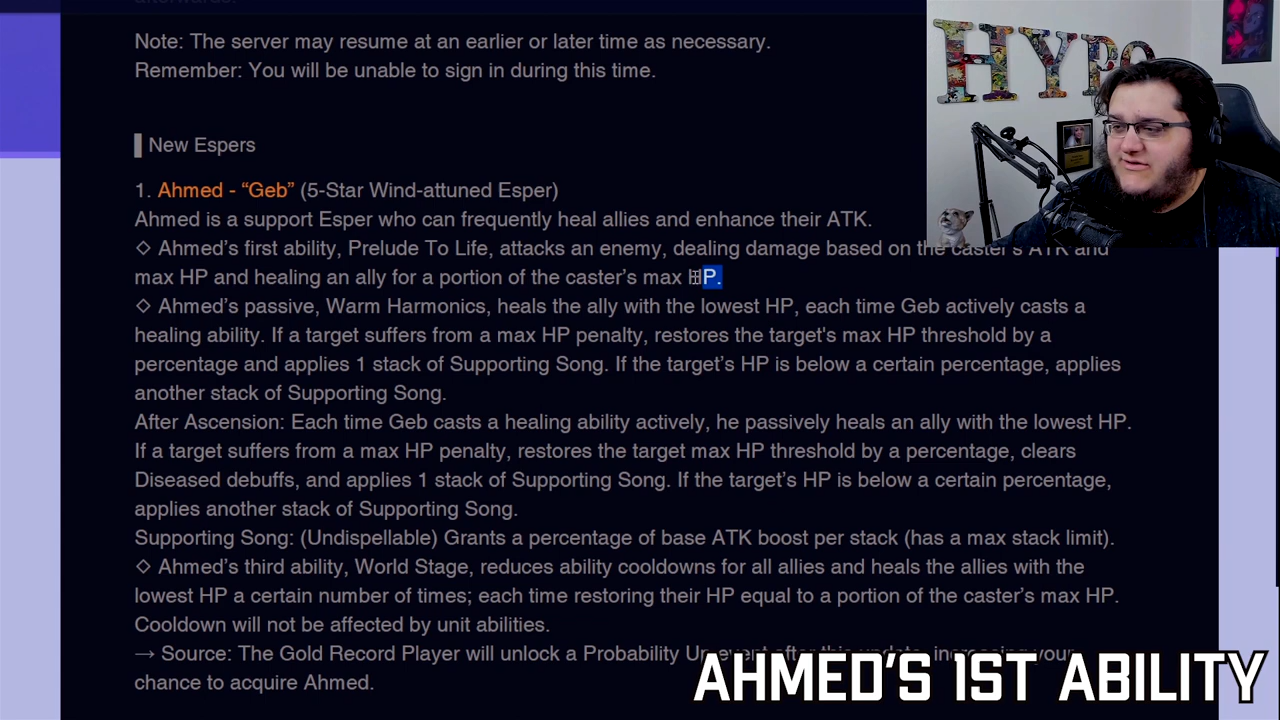 afterwards.
Note: The server may resume at an earlier or later time as necessary.
Remember: You will be unable to sign in during this time.
HYPO
New Espers
1. Ahmed - “Geb” (5-Star Wind-attuned Esper)
Ahmed is a support Esper who can frequently heal allies and enhance their ATK.
◇ Ahmed’s first ability, Prelude To Life, attacks an enemy, dealing damage based on the caster’s ATK and
max HP and healing an ally for a portion of the caster’s max HP.
◇ Ahmed’s passive, Warm Harmonics, heals the ally with the lowest HP, each time Geb actively casts a
healing ability. If a target suffers from a max HP penalty, restores the target's max HP threshold by a
percentage and applies 1 stack of Supporting Song. If the target’s HP is below a certain percentage, applies
another stack of Supporting Song.
After Ascension: Each time Geb casts a healing ability actively, he passively heals an ally with the lowest HP.
If a target suffers from a max HP penalty, restores the target max HP threshold by a percentage, clears
Diseased debuffs, and applies 1 stack of Supporting Song. If the target’s HP is below a certain percentage,
applies another stack of Supporting Song.
Supporting Song: (Undispellable) Grants a percentage of base ATK boost per stack (has a max stack limit).
◇ Ahmed’s third ability, World Stage, reduces ability cooldowns for all allies and heals the allies with the
lowest HP a certain number of times; each time restoring their HP equal to a portion of the caster’s max HP.
Cooldown will not be affected by unit abilities.
→ Source: The Gold Record Player will unlock a Probability Up event after this update, increasing your
chance to acquire Ahmed.
AHMED'S 1ST ABILITY